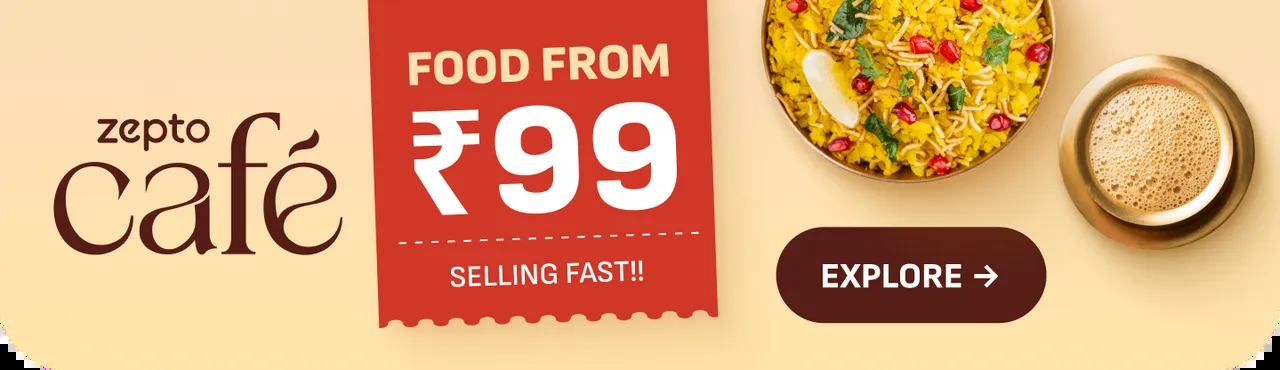 zepto
café
FOOD FROM
₹99
SELLING FAST!!
EXPLORE →